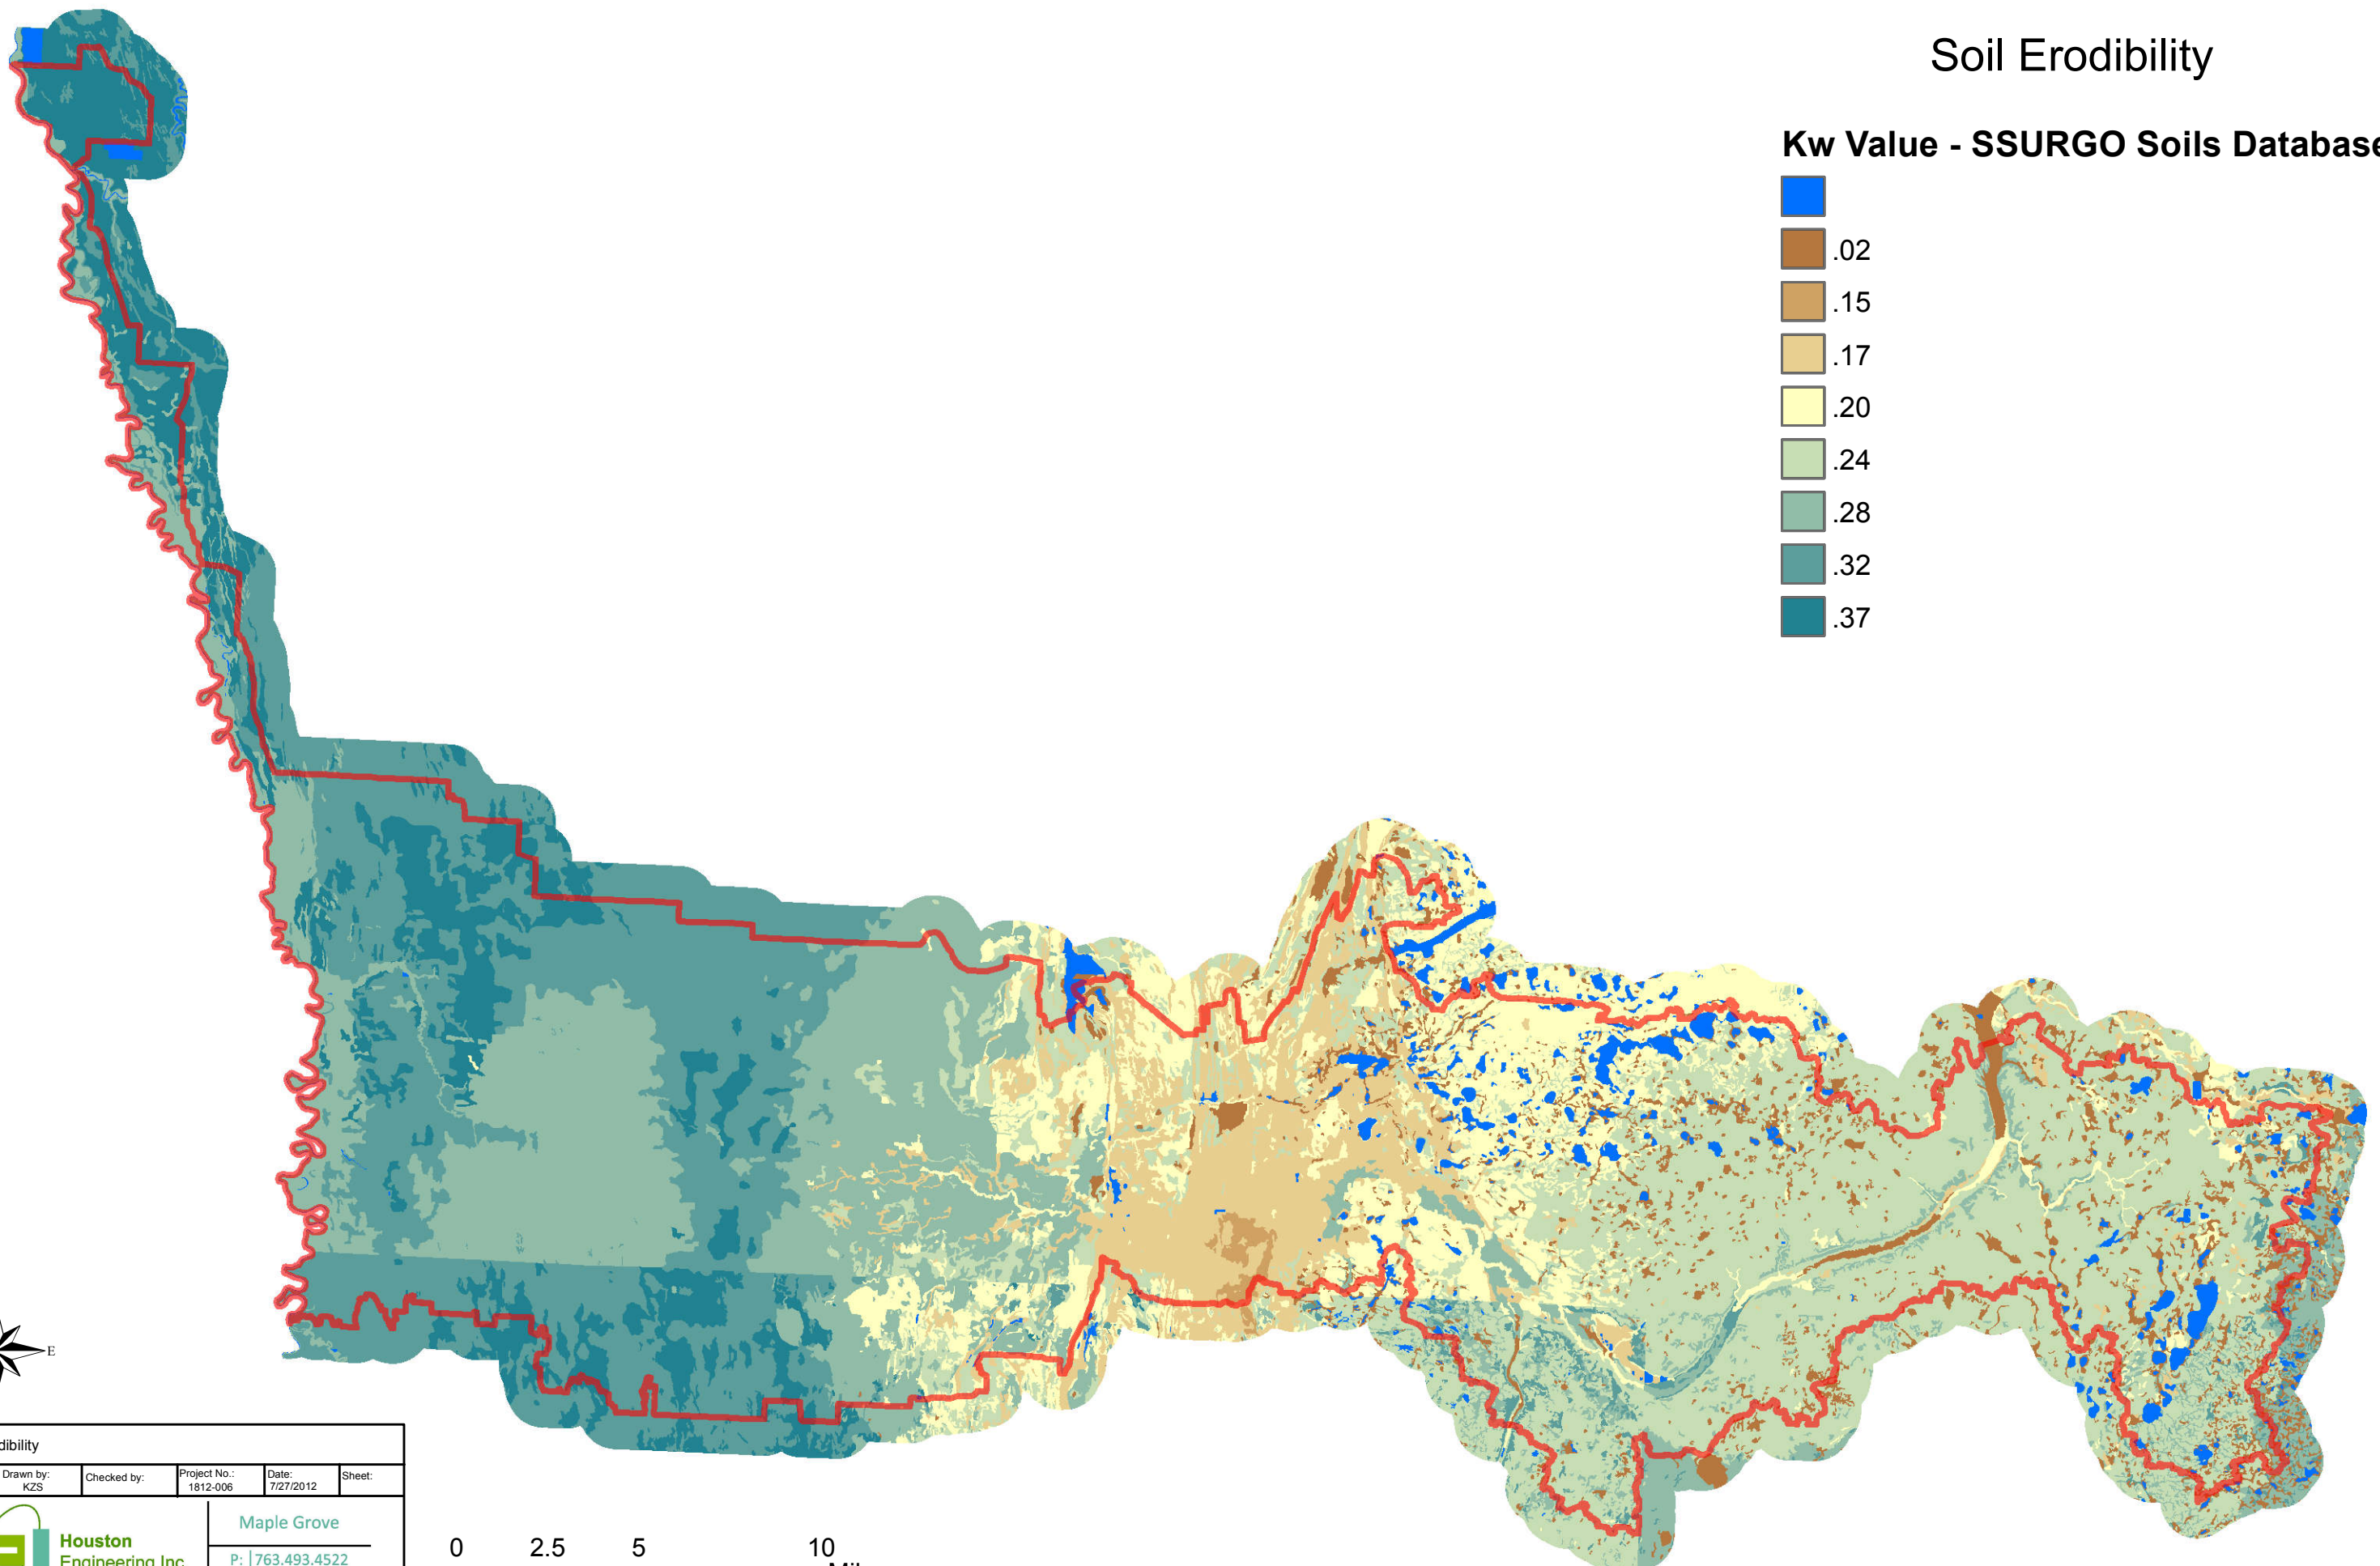 Soil Erodibility
Kw Value - SSURGO Soils Database
.02
.15
.17
.20
.24
.28
.32
.37
E
dibility
Drawn by:
KZS
Checked by:
Project No.:
1812-006
Date:
7/27/2012
Sheet:
Houston
Engineering Inc
Maple Grove
P: | 763.493.4522
0 2.5 5 10